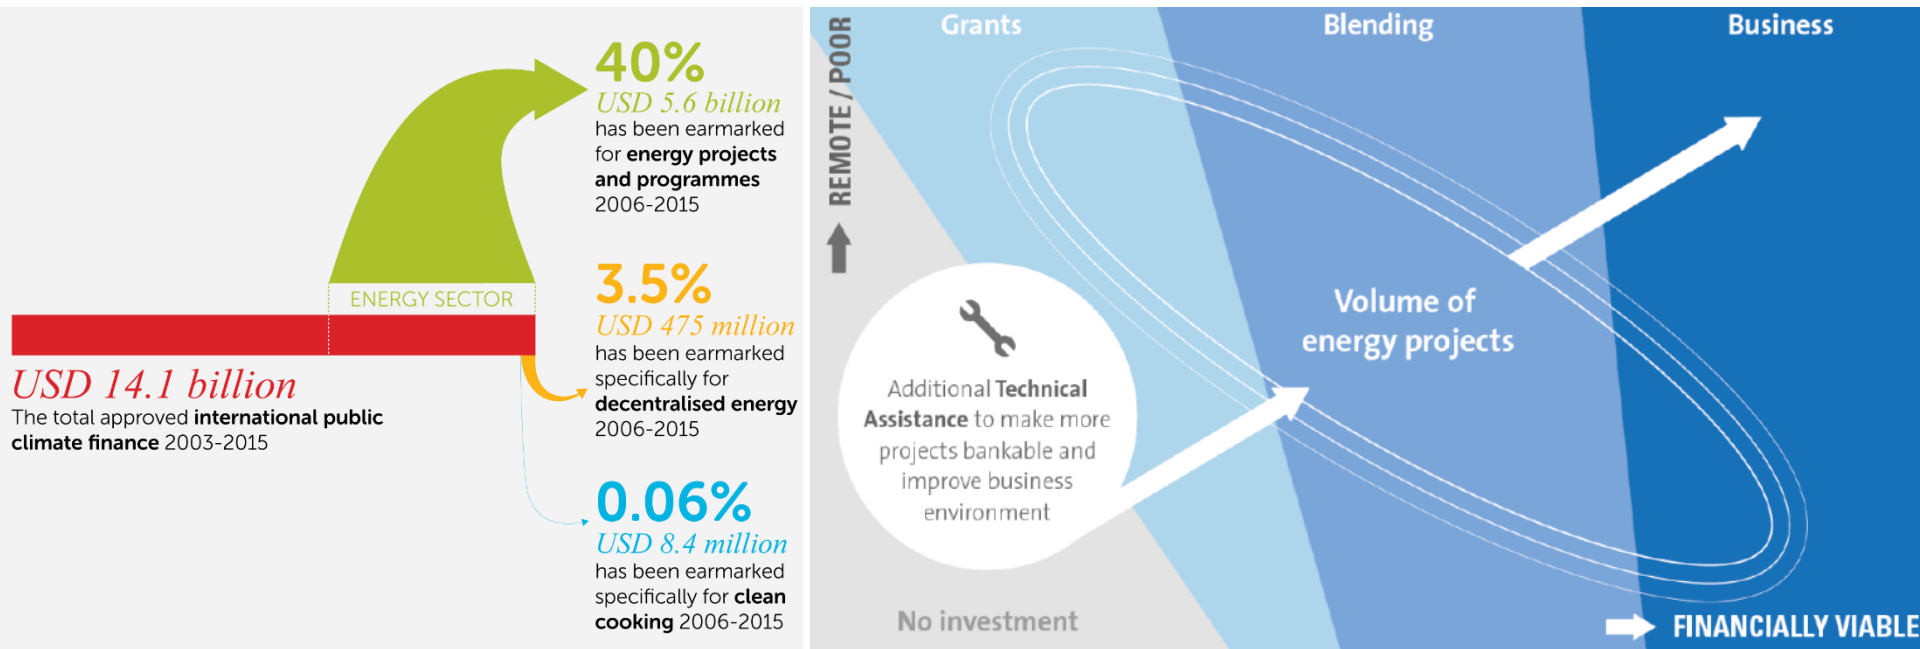 40%
USD 5.6 billion
has been earmarked
for energy projects
and programmes
2006-2015
ENERGY SECTOR
3.5%
USD 475 million
has been earmarked
specifically for
decentralised energy
2006-2015
USD 14.1 billion
The total approved international public
climate finance 2003-2015
0.06%
USD 8.4 million
has been earmarked
specifically for clean
cooking 2006-2015
Grants
Blending
Business
REMOTE / POOR
Volume of
energy projects
Additional Technical
Assistance to make more
projects bankable and
improve business
environment
No investment
FINANCIALLY VIABLE